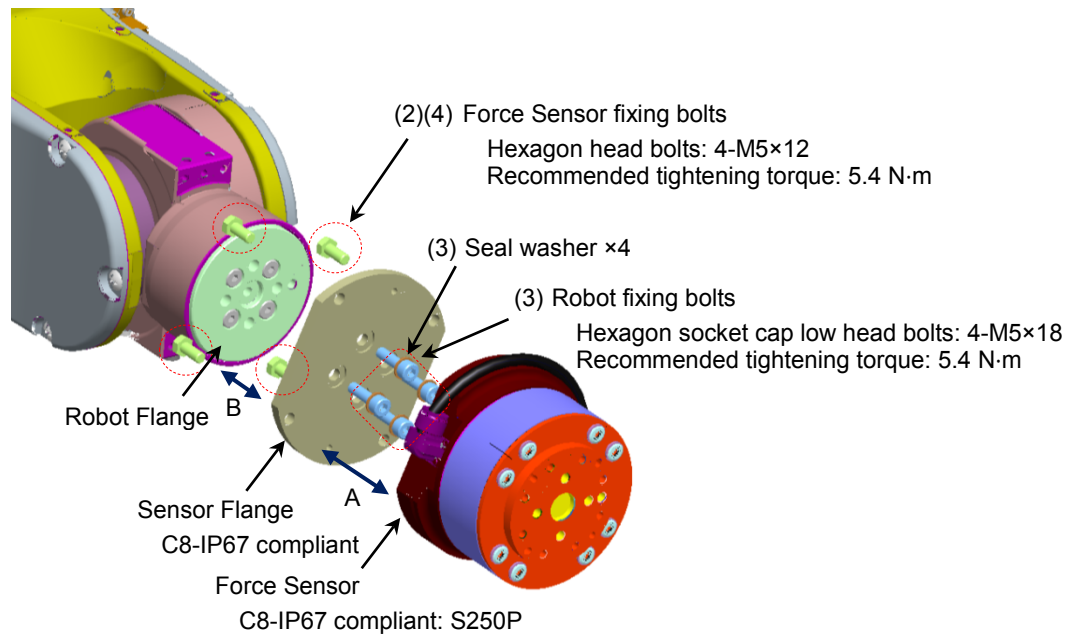 (2)(4) Force Sensor fixing bolts
Hexagon head bolts: 4-M5×12
Recommended tightening torque: 5.4 N·m
(3) Seal washer ×4
(3) Robot fixing bolts
Hexagon socket cap low head bolts: 4-M5×18
Recommended tightening torque: 5.4 N·m
Robot Flange
B
A
Sensor Flange
C8-IP67 compliant
Force Sensor
C8-IP67 compliant: S250P